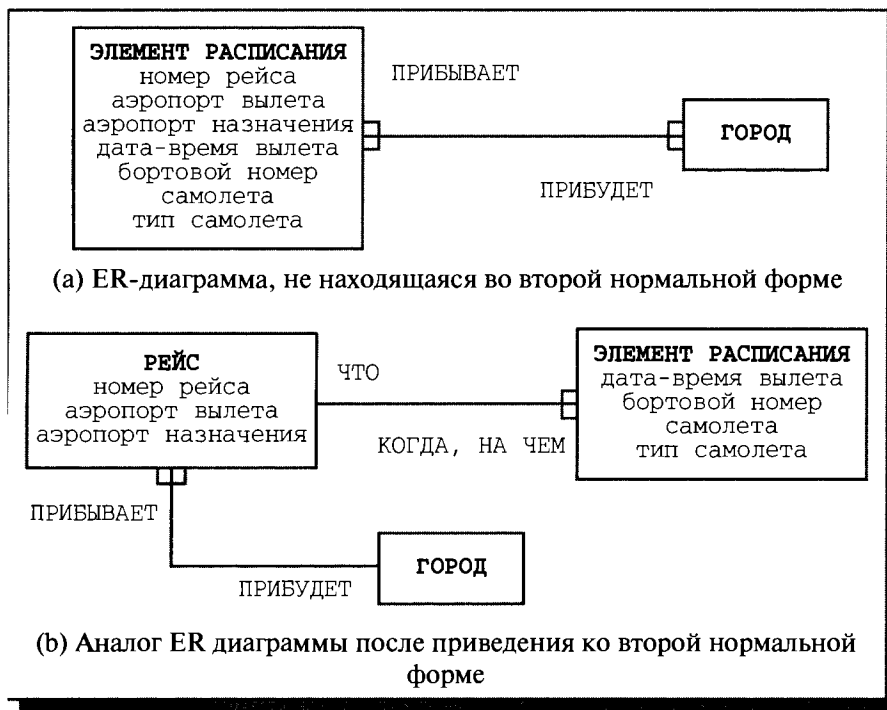 ЭЛЕМЕНТ РАСПИСАНИЯ
номер рейса
аэропорт вылета
аэропорт назначения
дата-время вылета
бортовой номер
самолета
тип самолета
ПРИБЫВАЕТ
ПРИБУДЕТ
ГОРОД
(a) ER-диаграмма, не находящаяся во второй нормальной форме
РЕЙС
номер рейса
аэропорт вылета
аэропорт назначения
ЧТО
КОГДА, НА ЧЕМ
ЭЛЕМЕНТ РАСПИСАНИЯ
дата-время вылета
бортовой номер
самолета
тип самолета
ПРИБЫВАЕТ
ПРИБУДЕТ
ГОРОД
(b) Аналог ER диаграммы после приведения ко второй нормальной
форме